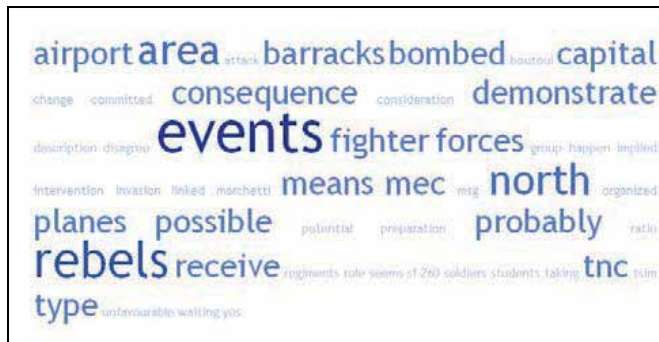 airport area attack barracks bombed boutoul capital
change committed consequence consideration demonstrate
description disagree events fighter forces group happen implied
intervention invasion linked marchetti means mec msg north organized
planes possible potential preparation probably ratio
rebels receive regiments role seems sf 260 soldiers students taking tnc tsim
type unfavourable waiting yos